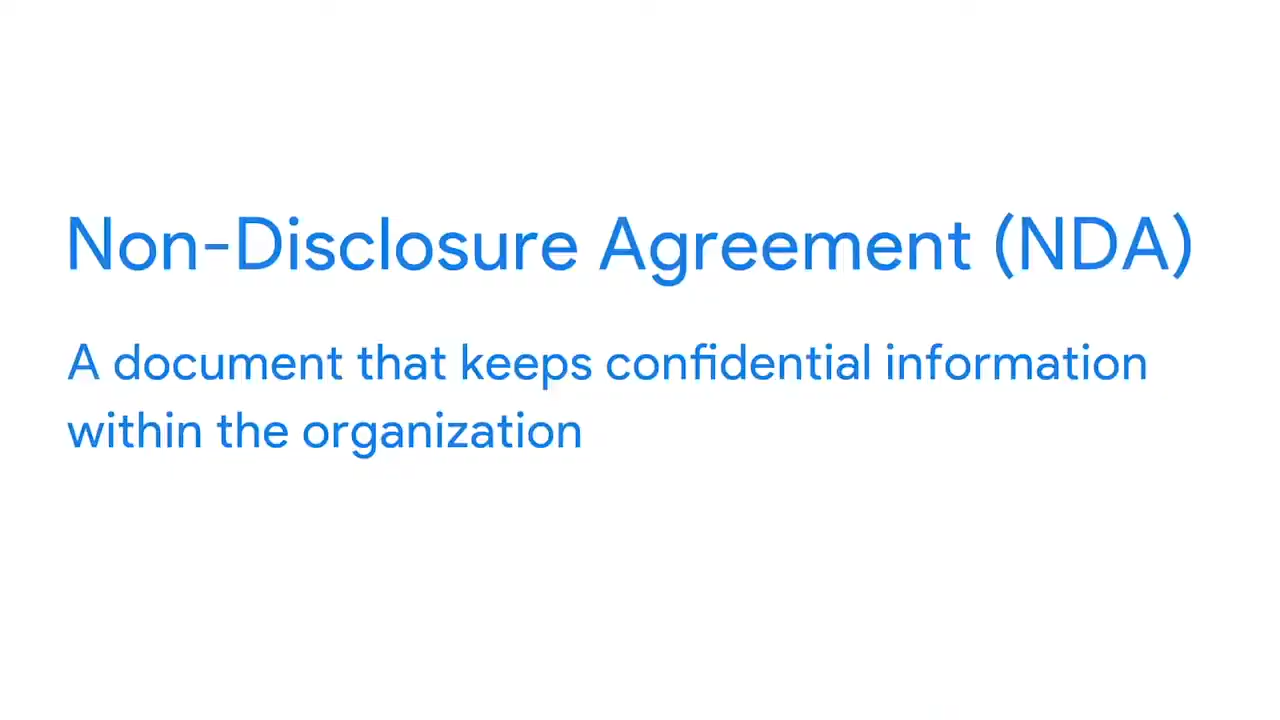 Non-Disclosure Agreement (NDA)
A document that keeps confidential information
within the organization